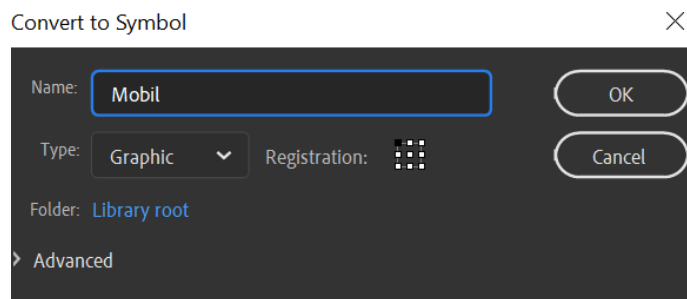 Convert to Symbol
Name: Mobil OK
Type: Graphic Registration: Cancel
Folder: Library root
Advanced